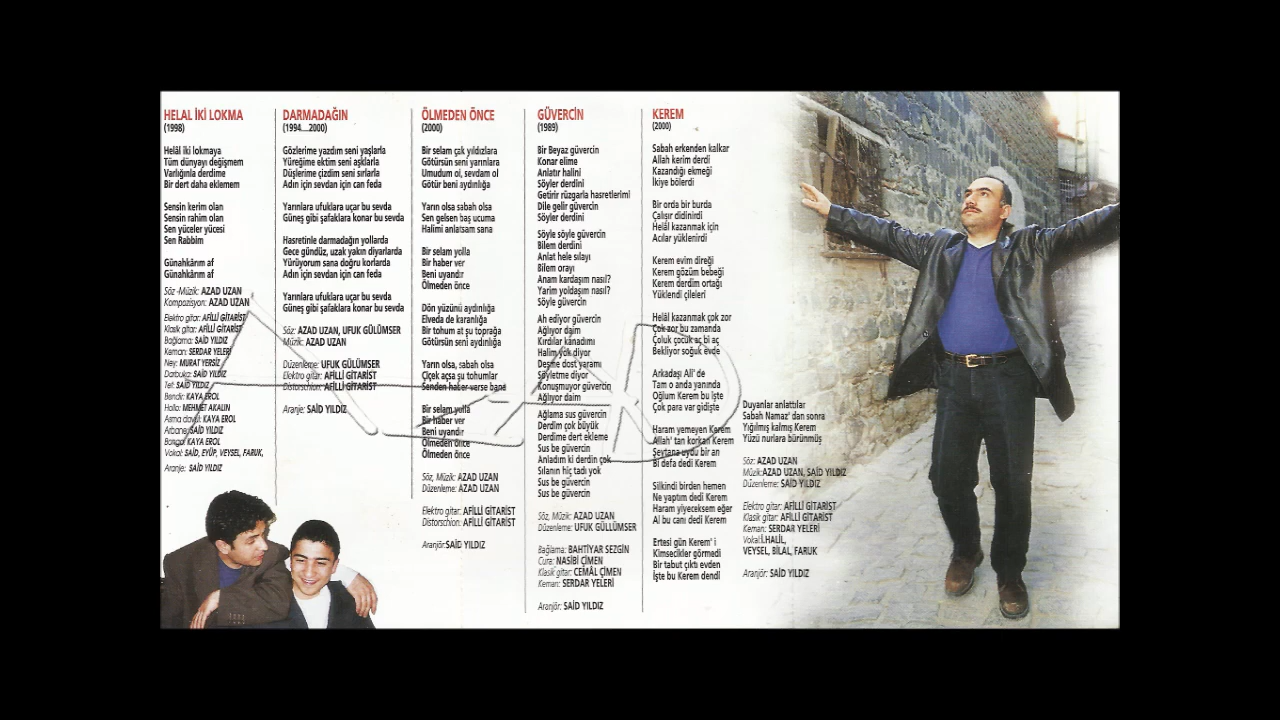 HELAL İKİ LOKMA
(1998)
Helâl iki lokmaya
Tüm dünyayı değişmem
Varlığınla derdime
Bir dert daha eklemem
Sensin kerim olan
Sensin rahim olan
Sen yüceler yücesi
Sen Rabbim
Günahkârım af
Günahkârım af
Söz -Müzik: AZAD UZAN
Kompozisyon: AZAD UZAN
Elektro gitar: AFİLLİ GİTARİST
Klasik gitar: AFİLLİ GİTARİST
Bağlama: SAİD YILDIZ
Keman: SERDAR YELERİ
Ney: MURAT YERSİZ
Darbuka: SAİD YILDIZ
Tef: SAİD YILDIZ
Bendir: KAYA EROL
Hollo: MEHMET AKALIN
Asma davul: KAYA EROL
Arbane: SAİD YILDIZ
Bongo: KAYA EROL
Vokal: SAİD, EYÜP, VEYSEL, FARUK,
Aranje: SAİD YILDIZ
DARMADAĞIN
(1994....2000)
Gözlerime yazdım seni yaşlarla
Yüreğime ektim seni aşklarla
Düşlerime çizdim seni sırlarla
Adın için sevdan için can feda
Yarınlara ufuklara uçar bu sevda
Güneş gibi şafaklara konar bu sevda
Hasretinle darmadağın yollarda
Gece gündüz, uzak yakın diyarlarda
Yürüyorum sana doğru korlarda
Adın için sevdan için can feda
Yarınlara ufuklara uçar bu sevda
Güneş gibi şafaklara konar bu sevda
Söz: AZAD UZAN, UFUK GÜLÜMSER
Müzik: AZAD UZAN
Düzenleme: UFUK GÜLÜMSER
Elektro gitar: AFİLLİ GİTARİST
Distorschion: AFİLLİ GİTARİST
Aranje: SAİD YILDIZ
ÖLMEDEN ÖNCE
(2000)
Bir selam çak yıldızlara
Götürsün seni yarınlara
Umudum ol, sevdam ol
Götür beni aydınlığa
Yarın olsa sabah olsa
Sen gelsen baş ucuma
Halimi anlatsam sana
Bir selam yolla
Bir haber ver
Beni uyandır
Ölmeden önce
Dön yüzünü aydınlığa
Elveda de karanlığa
Bir tohum at şu toprağa
Götürsün seni aydınlığa
Yarın olsa, sabah olsa
Çiçek açsa şu tohumlar
Senden haber verse bana
Bir selam yolla
Bir haber ver
Beni uyandır
Ölmeden önce
Ölmeden önce
Söz, Müzik: AZAD UZAN
Düzenleme: AZAD UZAN
Elektro gitar: AFİLLİ GİTARİST
Distorschion: AFİLLİ GİTARİST
Aranjör:SAİD YILDIZ
GÜVERCİN
(1989)
Bir Beyaz güvercin
Konar elime
Anlatır halini
Söyler derdini
Getirir rüzgarla hasretlerimi
Dile gelir güvercin
Söyler derdini
Söyle söyle güvercin
Bilem derdini
Anlat hele sılayı
Bilem orayı
Anam kardaşım nasıl?
Yarim yoldaşım nasıl?
Söyle güvercin
Ah ediyor güvercin
Ağlıyor daim
Kırdılar kanadımı
Halim yok diyor
Deşme dost yaramı
Söyletme diyor
Konuşmuyor güvercin
Ağlıyor daim
Ağlama sus güvercin
Derdim çok büyük
Derdime dert ekleme
Sus be güvercin
Anladım ki derdin çok
Sılanın hiç tadı yok
Sus be güvercin
Sus be güvercin
Söz, Müzik: AZAD UZAN
Düzenleme: UFUK GÜLLÜMSER
Bağlama: BAHTİYAR SEZGİN
Cura: NASİBİ ÇİMEN
Klasik gitar: CEMÂL ÇİMEN
Keman: SERDAR YELERİ
Aranjör: SAİD YILDIZ
KEREM
(2000)
Sabah erkenden kalkar
Allah kerim derdi
Kazandığı ekmeği
İkiye bölerdi
Bir orda bir burda
Çalışır didinirdi
Helâl kazanmak için
Acılar yüklenirdi
Kerem evim direği
Kerem gözüm bebeği
Kerem derdim ortağı
Yüklendi çileleri
Helâl kazanmak çok zor
Çok zor bu zamanda
Çoluk çocuk aç bi aç
Bekliyor soğuk evde
Arkadaşı Ali' de
Tam o anda yanında
Oğlum Kerem bu işte
Çok para var gidişte
Haram yemeyen Kerem
Allah' tan korkan Kerem
Şeytana uydu bir an
Bi defa dedi Kerem
Silkindi birden hemen
Ne yaptım dedi Kerem
Haram yiyeceksem eğer
Al bu canı dedi Kerem
Ertesi gün Kerem' i
Kimsecikler görmedi
Bir tabut çıktı evden
İşte bu Kerem dendi
Duyanlar anlattılar
Sabah Namaz' dan sonra
Yığılmış kalmış Kerem
Yüzü nurlara bürünmüş
Söz: AZAD UZAN
Müzik:AZAD UZAN, SAİD YILDIZ
Düzenleme: SAİD YILDIZ
Elektro gitar: AFİLLİ GİTARİST
Klasik gitar: AFİLLİ GİTARİST
Keman: SERDAR YELERİ
Vokal:İ.HALİL,
VEYSEL, BİLAL, FARUK
Aranjör: SAİD YILDIZ